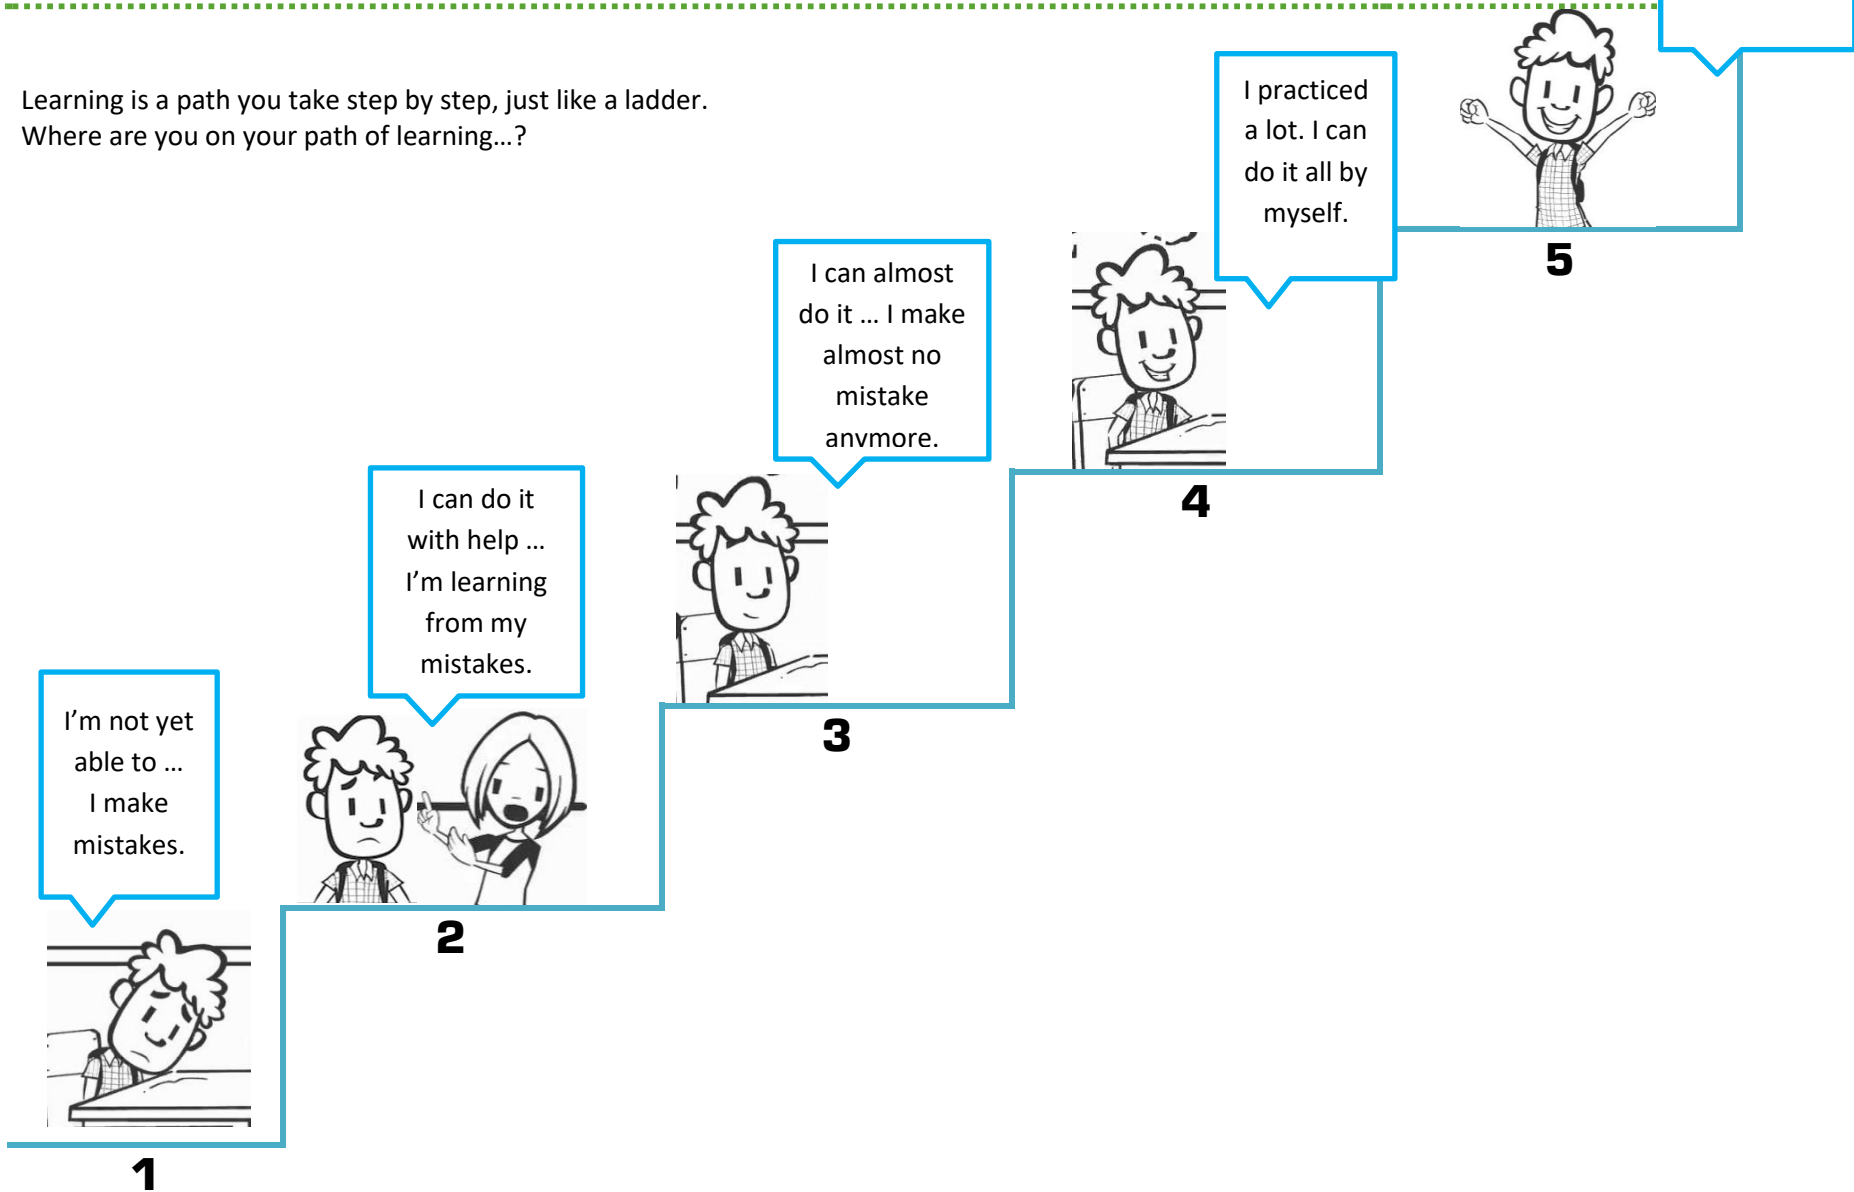 Learning is a path you take step by step, just like a ladder.
Where are you on your path of learning…?
I practiced
a lot. I can
do it all by
myself.
5
I can almost
do it … I make
almost no
mistake
anymore.
4
I can do it
with help …
I’m learning
from my
mistakes.
3
I’m not yet
able to …
I make
mistakes.
2
1